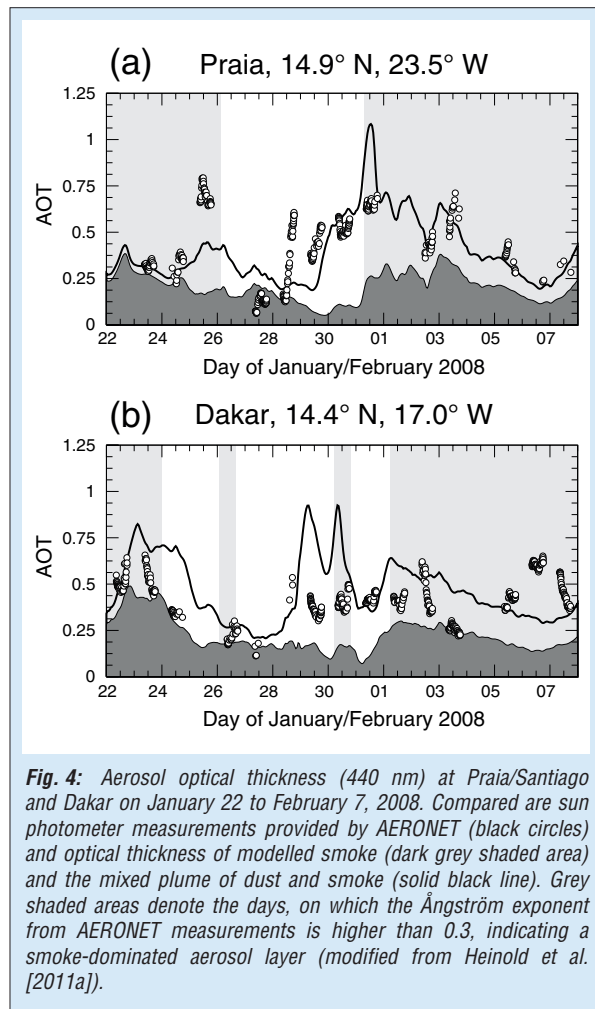 (a) Praia, 14.9° N, 23.5° W
1.25
1
0.75
0.5
0.25
0
AOT
22 24 26 28 30 01 03 05 07
Day of January/February 2008
(b) Dakar, 14.4° N, 17.0° W
1.25
1
0.75
0.5
0.25
0
AOT
22 24 26 28 30 01 03 05 07
Day of January/February 2008
Fig. 4: Aerosol optical thickness (440 nm) at Praia/Santiago
and Dakar on January 22 to February 7, 2008. Compared are sun
photometer measurements provided by AERONET (black circles)
and optical thickness of modelled smoke (dark grey shaded area)
and the mixed plume of dust and smoke (solid black line). Grey
shaded areas denote the days, on which the Ångström exponent
from AERONET measurements is higher than 0.3, indicating a
smoke-dominated aerosol layer (modified from Heinold et al.
[2011a]).